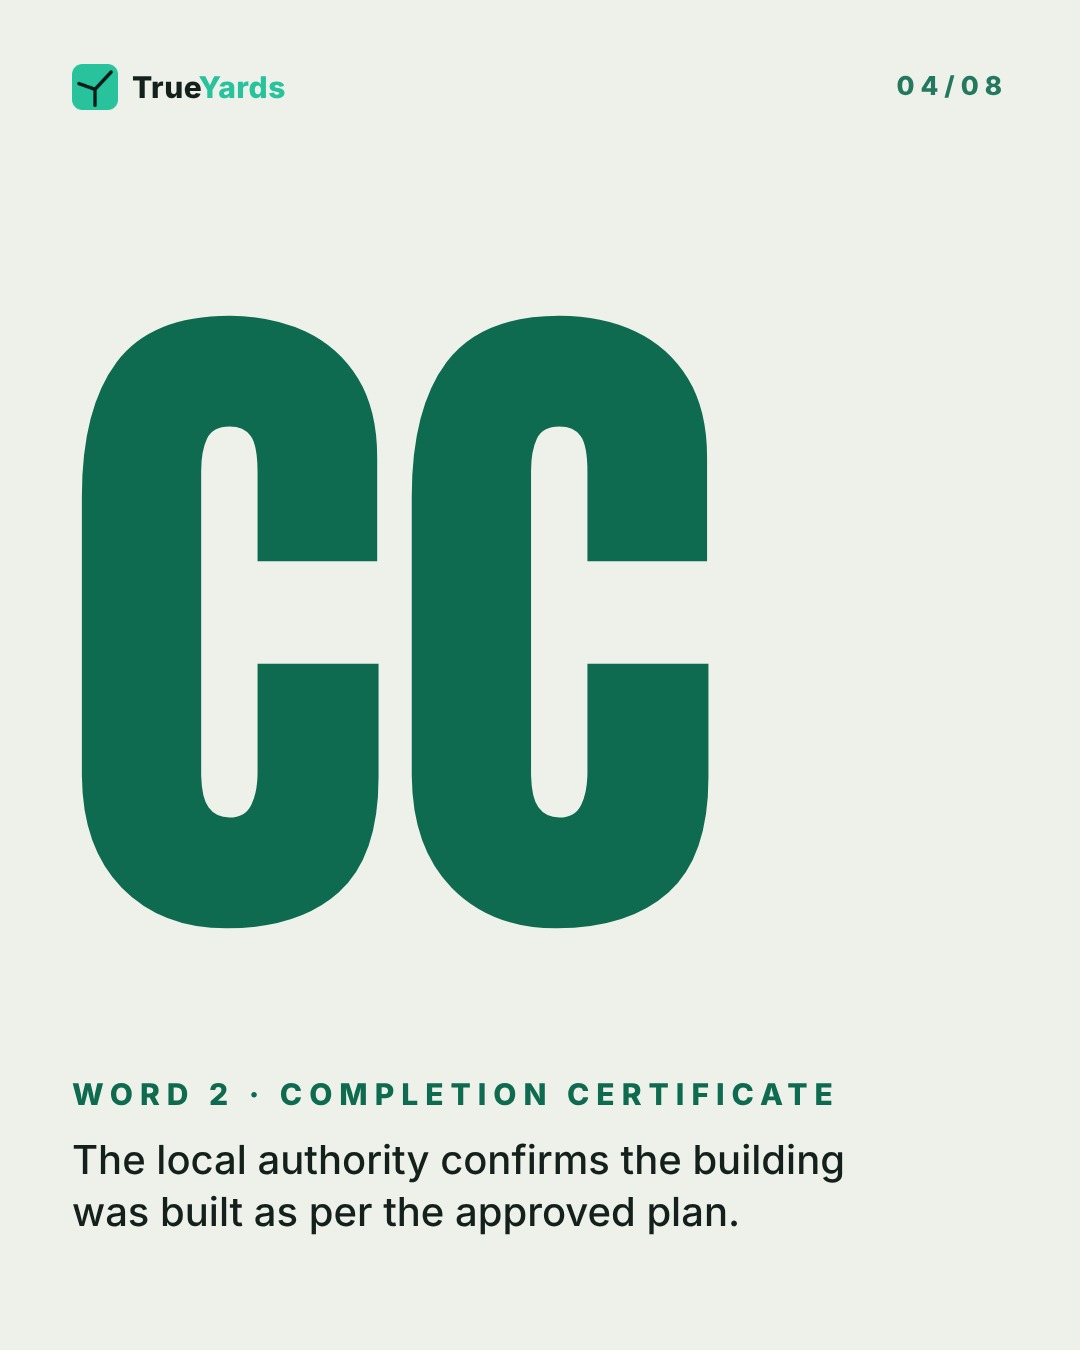 TrueYards
04/08
CC
WORD 2 · COMPLETION CERTIFICATE
The local authority confirms the building
was built as per the approved plan.